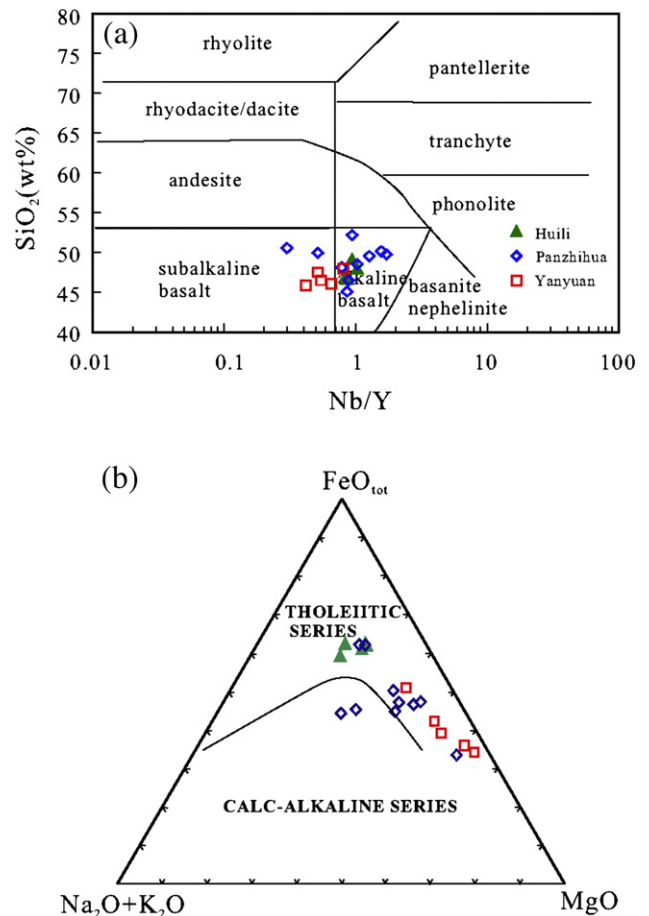 (a)
80
75
70
65
60
55
50
45
40
SiO₂(wt%)
rhyolite
pantellerite
rhyodacite/dacite
tranchyte
andesite
phonolite
Huili
Panzhihua
Yanyuan
subalkaline
basalt
alkaline
basalt
basanite
nephelinite
0.01
0.1
1
10
100
Nb/Y
(b)
FeOₜₒₜ
THOLEIITIC
SERIES
CALC-ALKALINE SERIES
Na₂O+K₂O
MgO